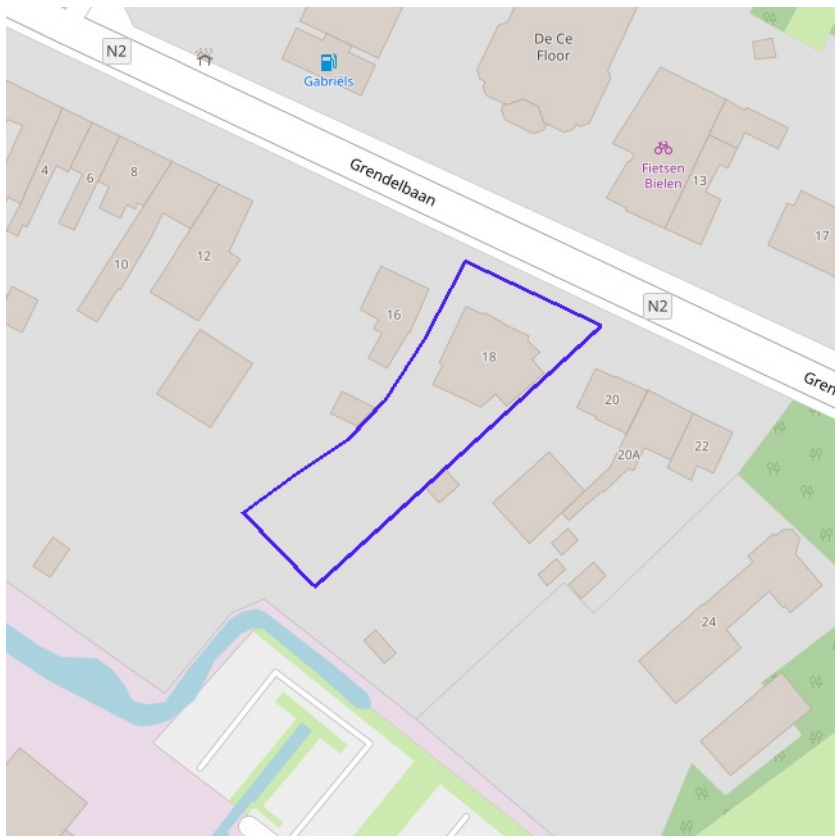 N2
Gabriëls
De Ce
Floor
Grendelbaan
Fietsen
Bielen
13
17
4
6
8
10
12
16
18
N2
Gren
20
20A
22
24